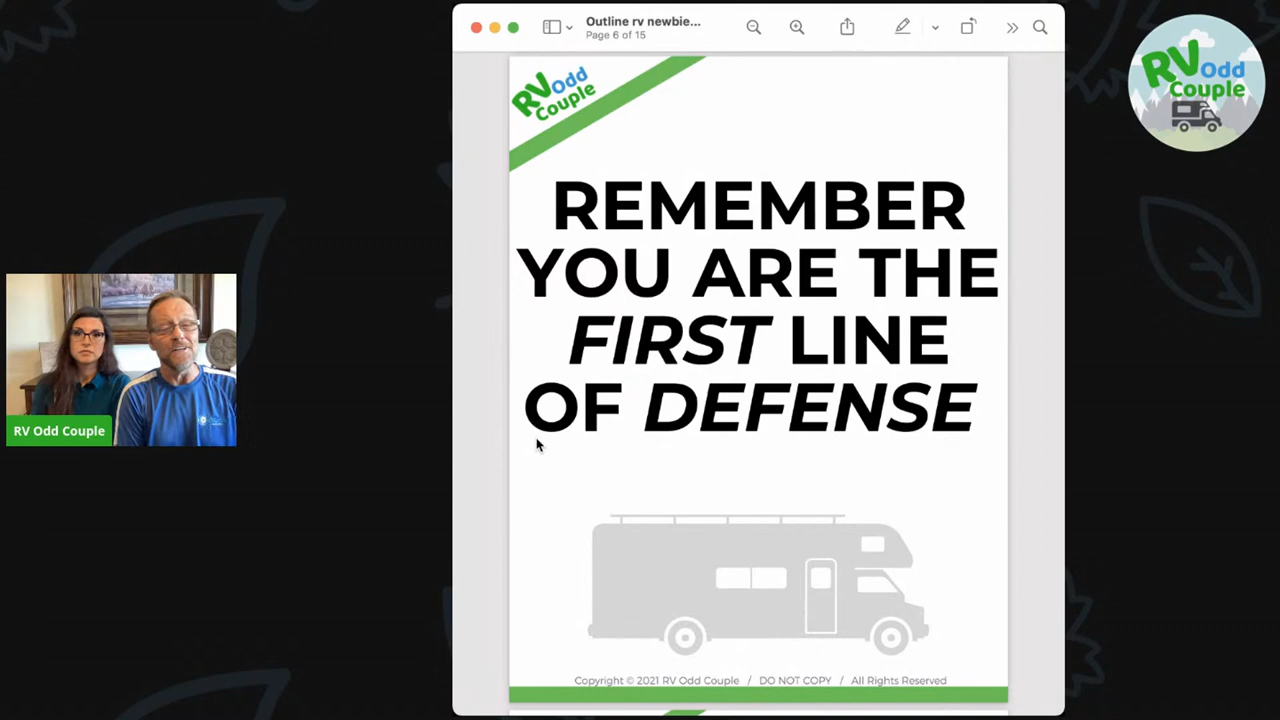 Outline rv newbie...
Page 6 of 15
RV Odd
Couple
RV Odd
Couple
REMEMBER
YOU ARE THE
FIRST LINE
OF DEFENSE
RV Odd Couple
Copyright © 2021 RV Odd Couple / DO NOT COPY / All Rights Reserved